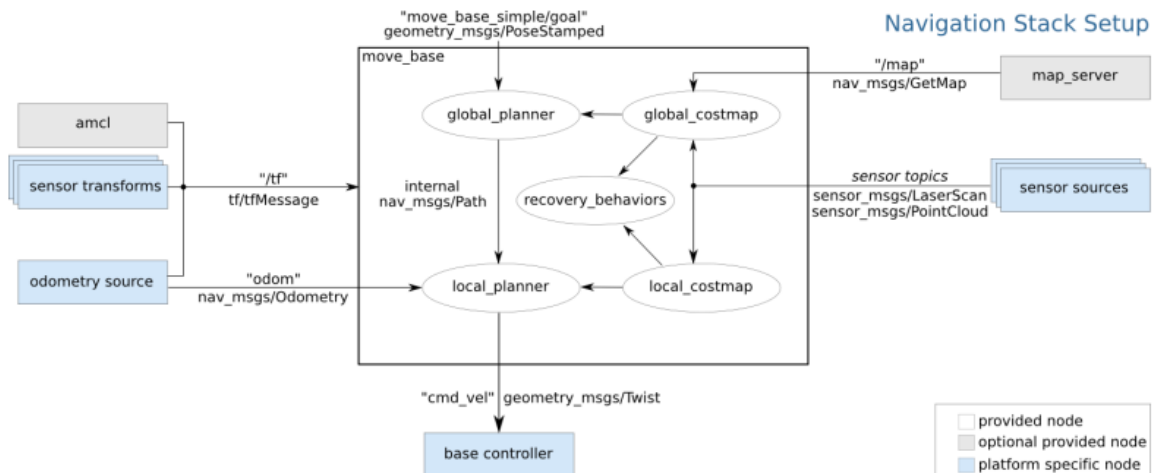 Navigation Stack Setup
"move_base_simple/goal"
geometry_msgs/PoseStamped
move_base
"/map"
nav_msgs/GetMap
map_server
amcl
global_planner
global_costmap
sensor transforms
"/tf"
tf/tfMessage
internal
nav_msgs/Path
recovery_behaviors
sensor topics
sensor_msgs/LaserScan
sensor_msgs/PointCloud
sensor sources
odometry source
"odom"
nav_msgs/Odometry
local_planner
local_costmap
"cmd_vel"
geometry_msgs/Twist
base controller
provided node
optional provided node
platform specific node